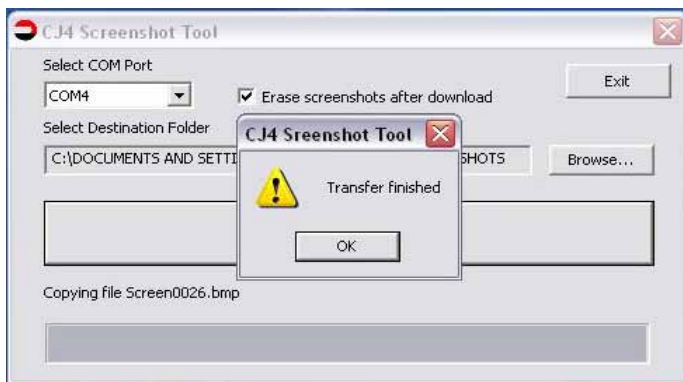 CJ4 Screenshot Tool
Select COM Port
COM4
Erase screenshots after download
Exit
Select Destination Folder
CJ4 Sreenshot Tool
C:\DOCUMENTS AND SETTI
SHOTS
Browse...
Transfer finished
OK
Copying file Screen0026.bmp